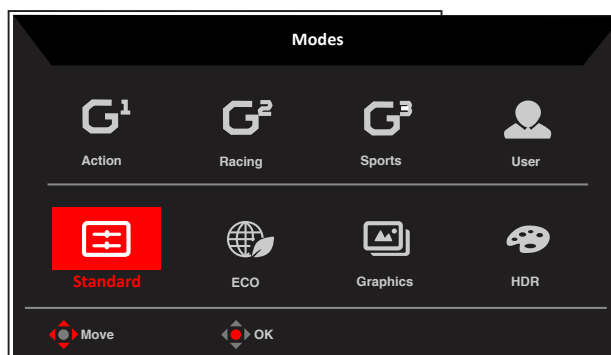 Modes
G1 G2 G3
Action Racing Sports User
Standard ECO Graphics HDR
Move OK